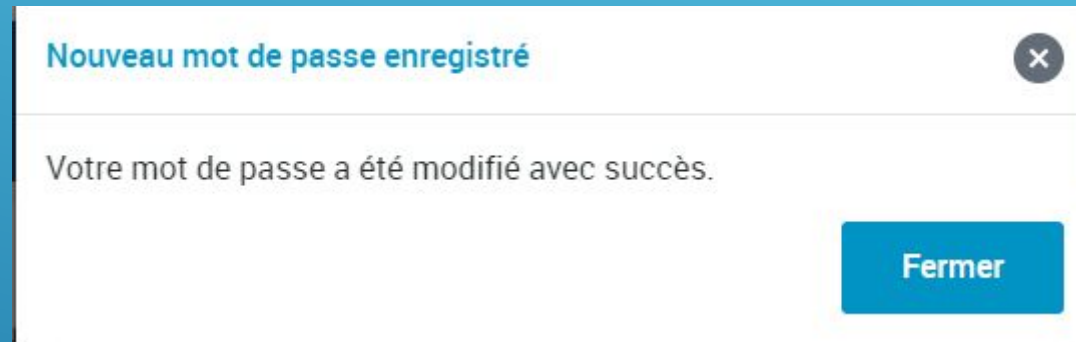 Nouveau mot de passe enregistré
Votre mot de passe a été modifié avec succès.
Fermer